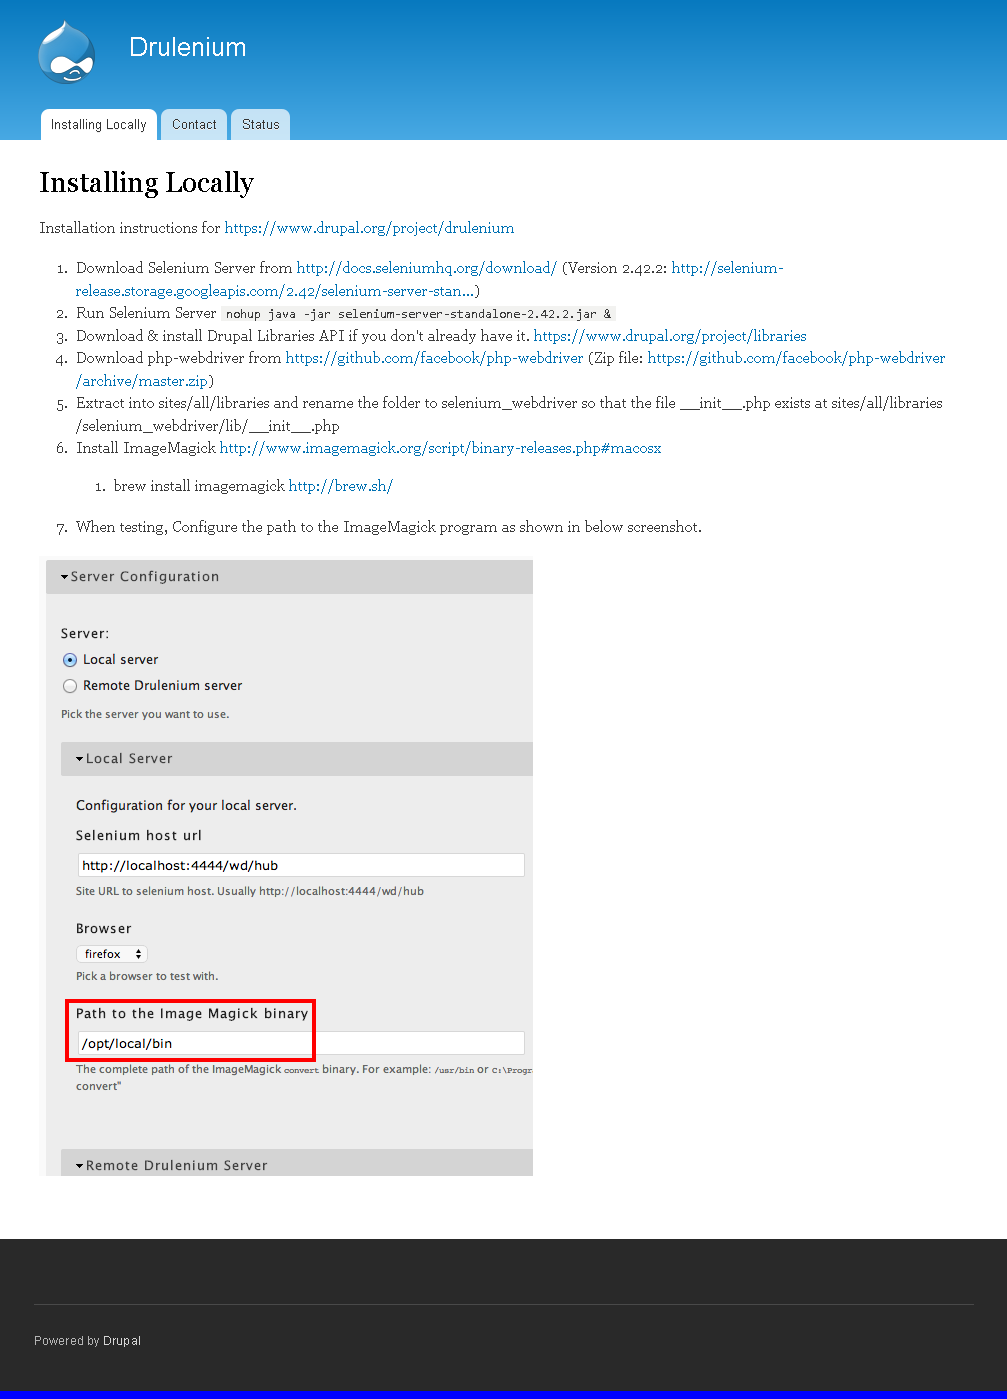 Drulenium
Installing Locally
Contact
Status
Installing Locally
Installation instructions for https://www.drupal.org/project/drulenium
1. Download Selenium Server from http://docs.seleniumhq.org/download/ (Version 2.42.2: http://selenium-
release.storage.googleapis.com/2.42/selenium-server-stan...)
2. Run Selenium Server nohup java -jar selenium-server-standalone-2.42.2.jar &
3. Download & install Drupal Libraries API if you don't already have it. https://www.drupal.org/project/libraries
4. Download php-webdriver from https://github.com/facebook/php-webdriver (Zip file: https://github.com/facebook/php-webdriver
/archive/master.zip)
5. Extract into sites/all/libraries and rename the folder to selenium_webdriver so that the file __init__.php exists at sites/all/libraries
/selenium_webdriver/lib/__init__.php
6. Install ImageMagick http://www.imagemagick.org/script/binary-releases.php#macosx
1. brew install imagemagick http://brew.sh/
7. When testing, Configure the path to the ImageMagick program as shown in below screenshot.
Server Configuration
Server:
Local server
Remote Drulenium server
Pick the server you want to use.
Local Server
Configuration for your local server.
Selenium host url
http://localhost:4444/wd/hub
Site URL to selenium host. Usually http://localhost:4444/wd/hub
Browser
firefox
Pick a browser to test with.
Path to the Image Magick binary
/opt/local/bin
The complete path of the ImageMagick convert binary. For example: /usr/bin or C:\Progr
convert"
Remote Drulenium Server
Powered by Drupal